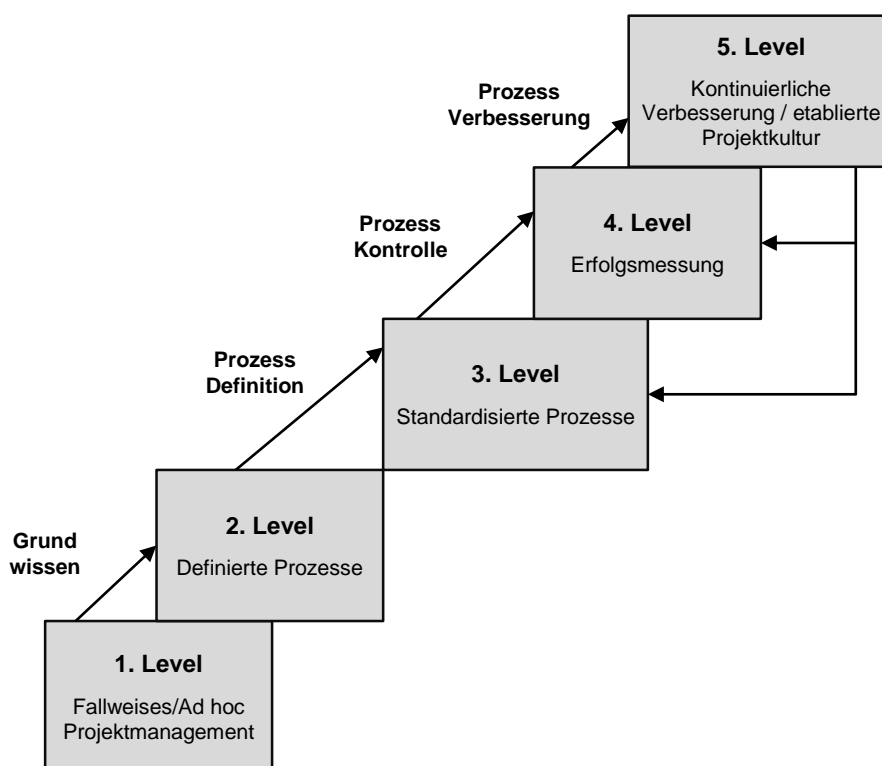 5. Level
Kontinuierliche
Verbesserung / etablierte
Projektkultur
Prozess
Verbesserung
4. Level
Erfolgsmessung
Prozess
Kontrolle
3. Level
Standardisierte Prozesse
Prozess
Definition
2. Level
Definierte Prozesse
Grund
wissen
1. Level
Fallweises/Ad hoc
Projektmanagement